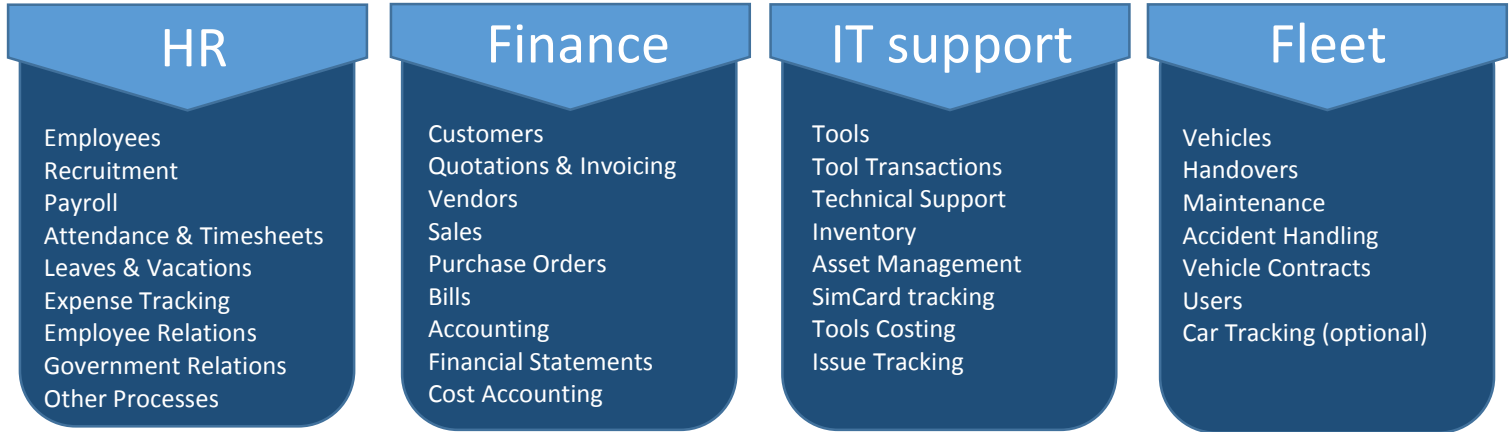 HR
Employees
Recruitment
Payroll
Attendance & Timesheets
Leaves & Vacations
Expense Tracking
Employee Relations
Government Relations
Other Processes
Finance
Customers
Quotations & Invoicing
Vendors
Sales
Purchase Orders
Bills
Accounting
Financial Statements
Cost Accounting
IT support
Tools
Tool Transactions
Technical Support
Inventory
Asset Management
SimCard tracking
Tools Costing
Issue Tracking
Fleet
Vehicles
Handovers
Maintenance
Accident Handling
Vehicle Contracts
Users
Car Tracking (optional)